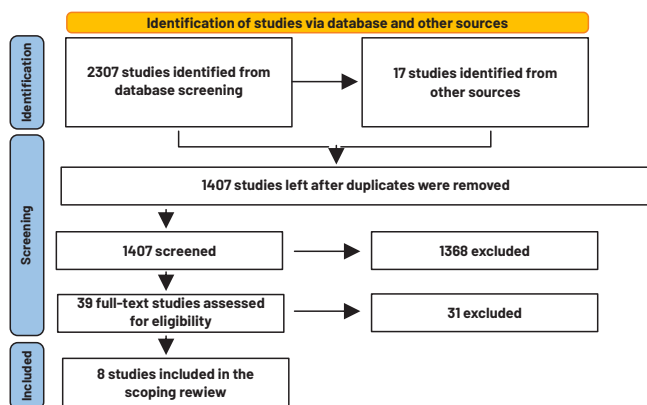 Identification of studies via database and other sources
Identification
2307 studies identified from
database screening
17 studies identified from
other sources
Screening
1407 studies left after duplicates were removed
1407 screened
1368 excluded
39 full-text studies assessed
for eligibility
31 excluded
Included
8 studies included in the
scoping rewiew